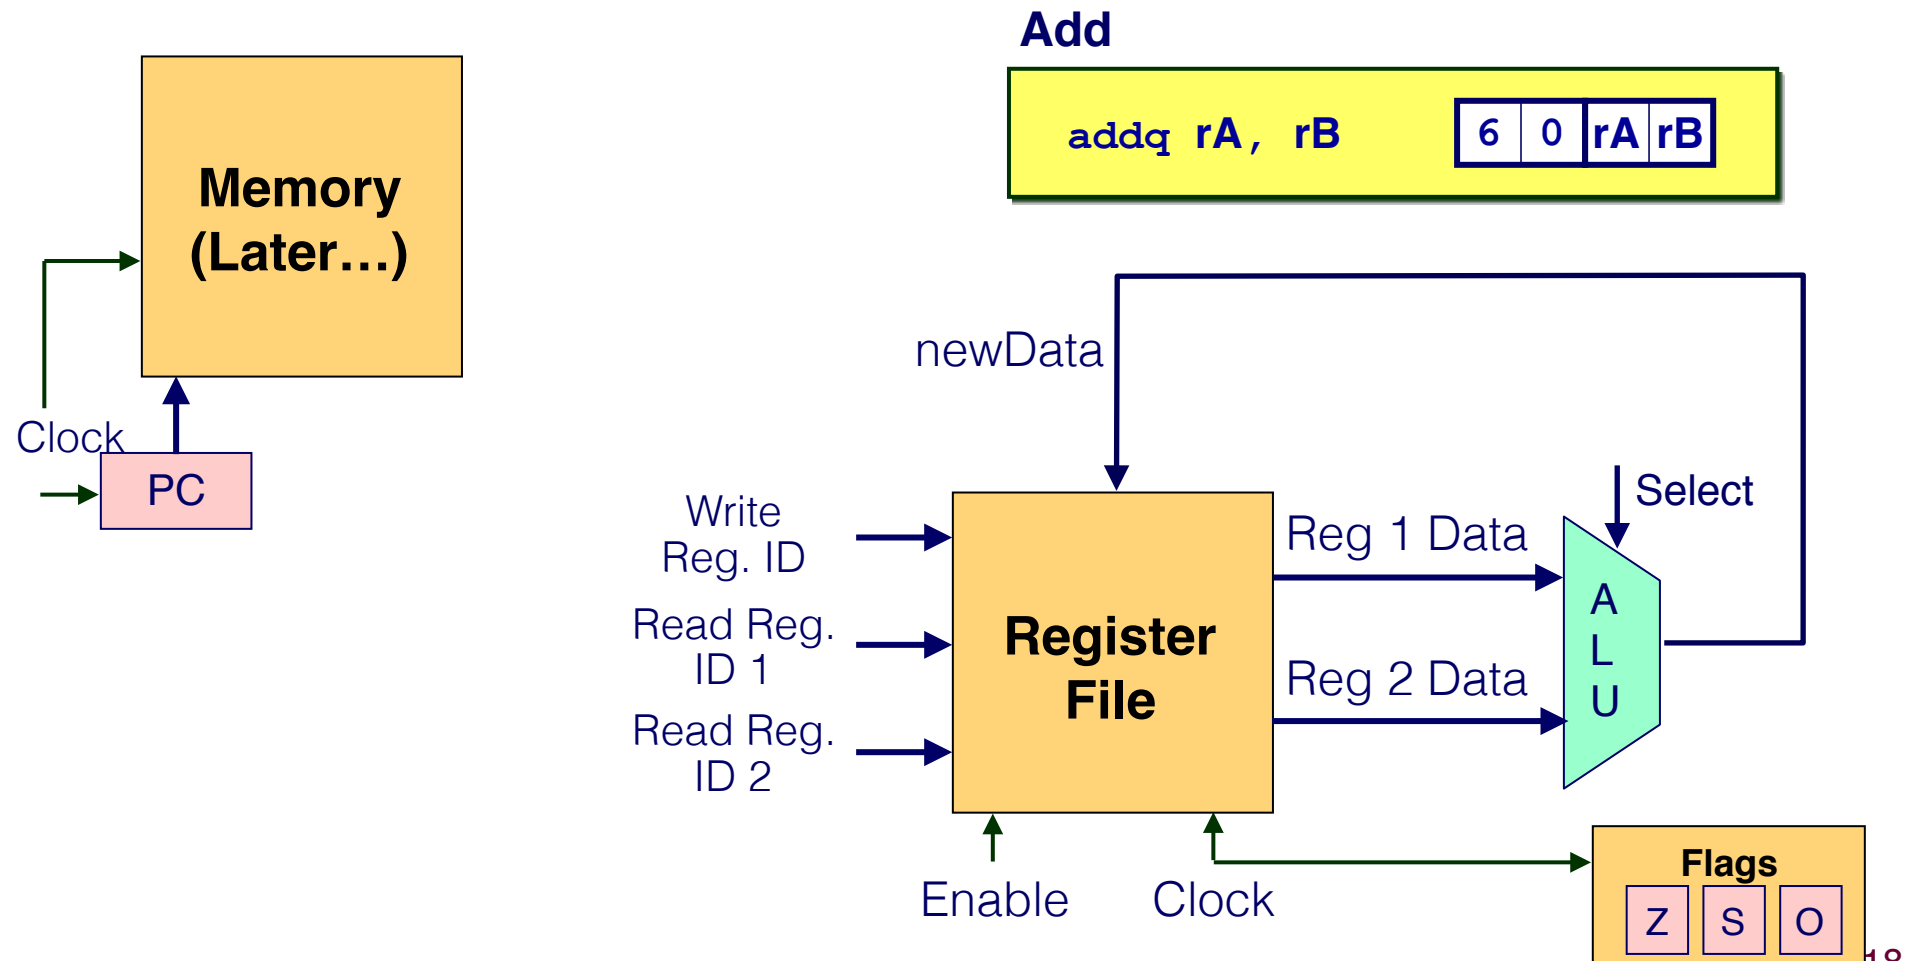 Add
addq rA, rB
6 0 rA rB
Memory
(Later…)
newData
Clock
PC
Write
Reg. ID
Read Reg.
ID 1
Read Reg.
ID 2
Register
File
Reg 1 Data
Reg 2 Data
Select
A
L
U
Enable
Clock
Flags
Z S O
18